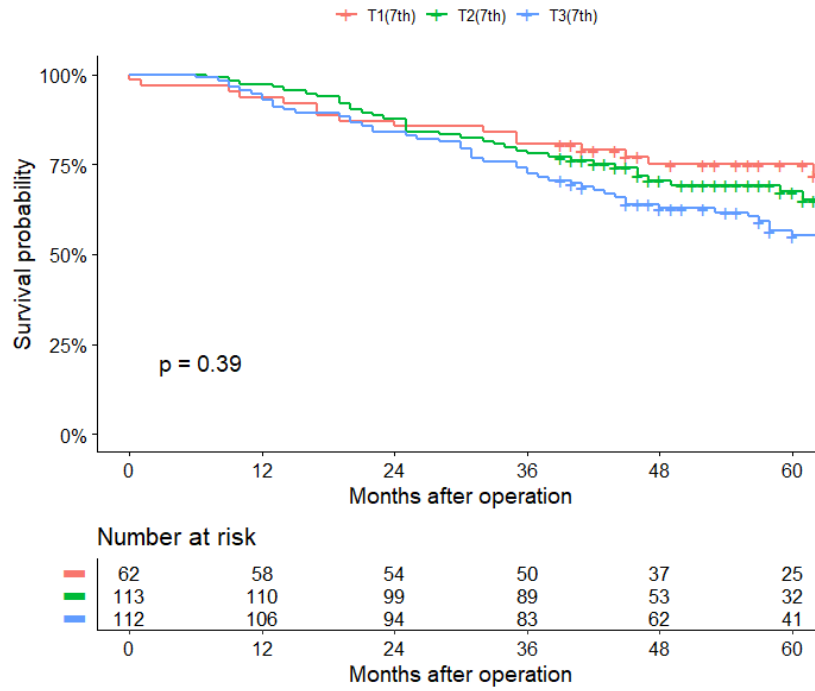 T1(7th) T2(7th) T3(7th)
100%
75%
50%
25%
0%
Survival probability
p = 0.39
0 12 24 36 48 60
Months after operation
Number at risk
62 58 54 50 37 25
113 110 99 89 53 32
112 106 94 83 62 41
0 12 24 36 48 60
Months after operation